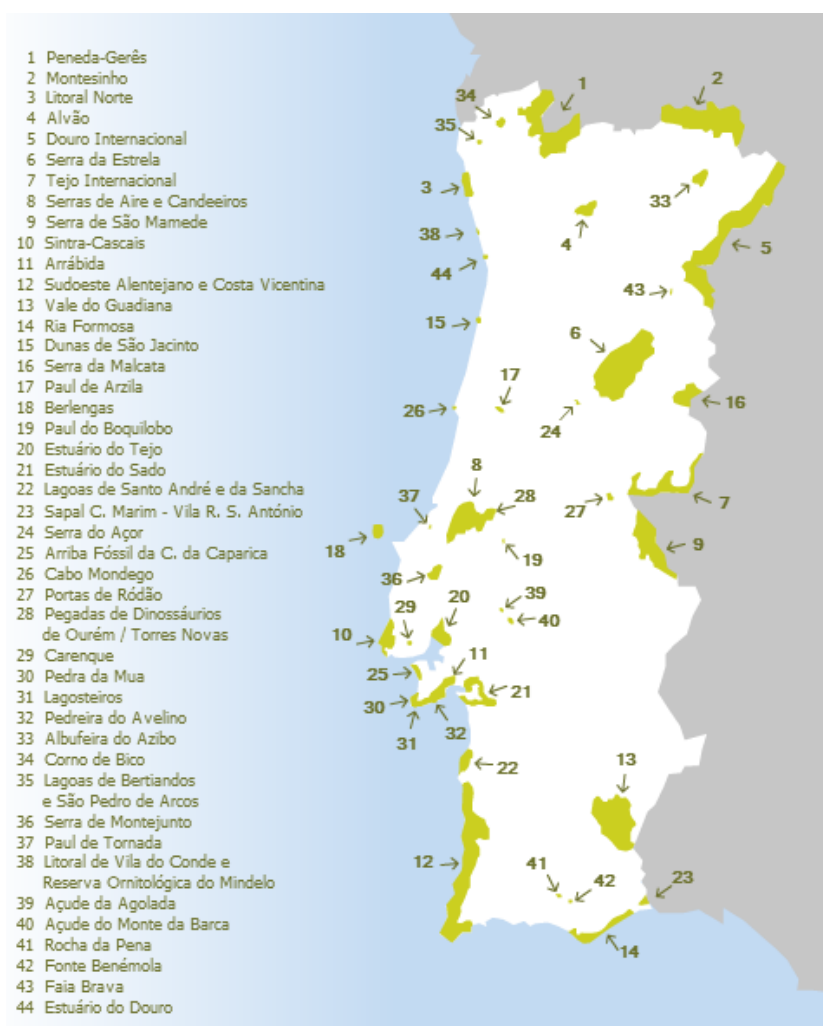 1 Peneda-Gerês
2 Montesinho
3 Litoral Norte
4 Alvão
5 Douro Internacional
6 Serra da Estrela
7 Tejo Internacional
8 Serras de Aire e Candeeiros
9 Serra de São Mamede
10 Sintra-Cascais
11 Arrábida
12 Sudoeste Alentejano e Costa Vicentina
13 Vale do Guadiana
14 Ria Formosa
15 Dunas de São Jacinto
16 Serra da Malcata
17 Paul de Arzila
18 Berlengas
19 Paul do Boquilobo
20 Estuário do Tejo
21 Estuário do Sado
22 Lagoas de Santo André e da Sancha
23 Sapal C. Marim - Vila R. S. António
24 Serra do Açor
25 Arriba Fóssil da C. da Caparica
26 Cabo Mondego
27 Portas de Ródão
28 Pegadas de Dinossáurios
de Ourém / Torres Novas
29 Carenque
30 Pedra da Mua
31 Lagosteiros
32 Pedreira do Avelino
33 Albufeira do Azibo
34 Corno de Bico
35 Lagoas de Bertiandos
e São Pedro de Arcos
36 Serra de Montejunto
37 Paul de Tornada
38 Litoral de Vila do Conde e
Reserva Ornitológica do Mindelo
39 Açude da Agolada
40 Açude do Monte da Barca
41 Rocha da Pena
42 Fonte Benémola
43 Faia Brava
44 Estuário do Douro
1
2
34
35
3
33
38
4
5
44
43
15
6
17
26
24
16
8
37
28
27
7
18
19
9
36
39
29
20
40
10
11
25
21
30
31
32
22
13
12
41
42
23
14